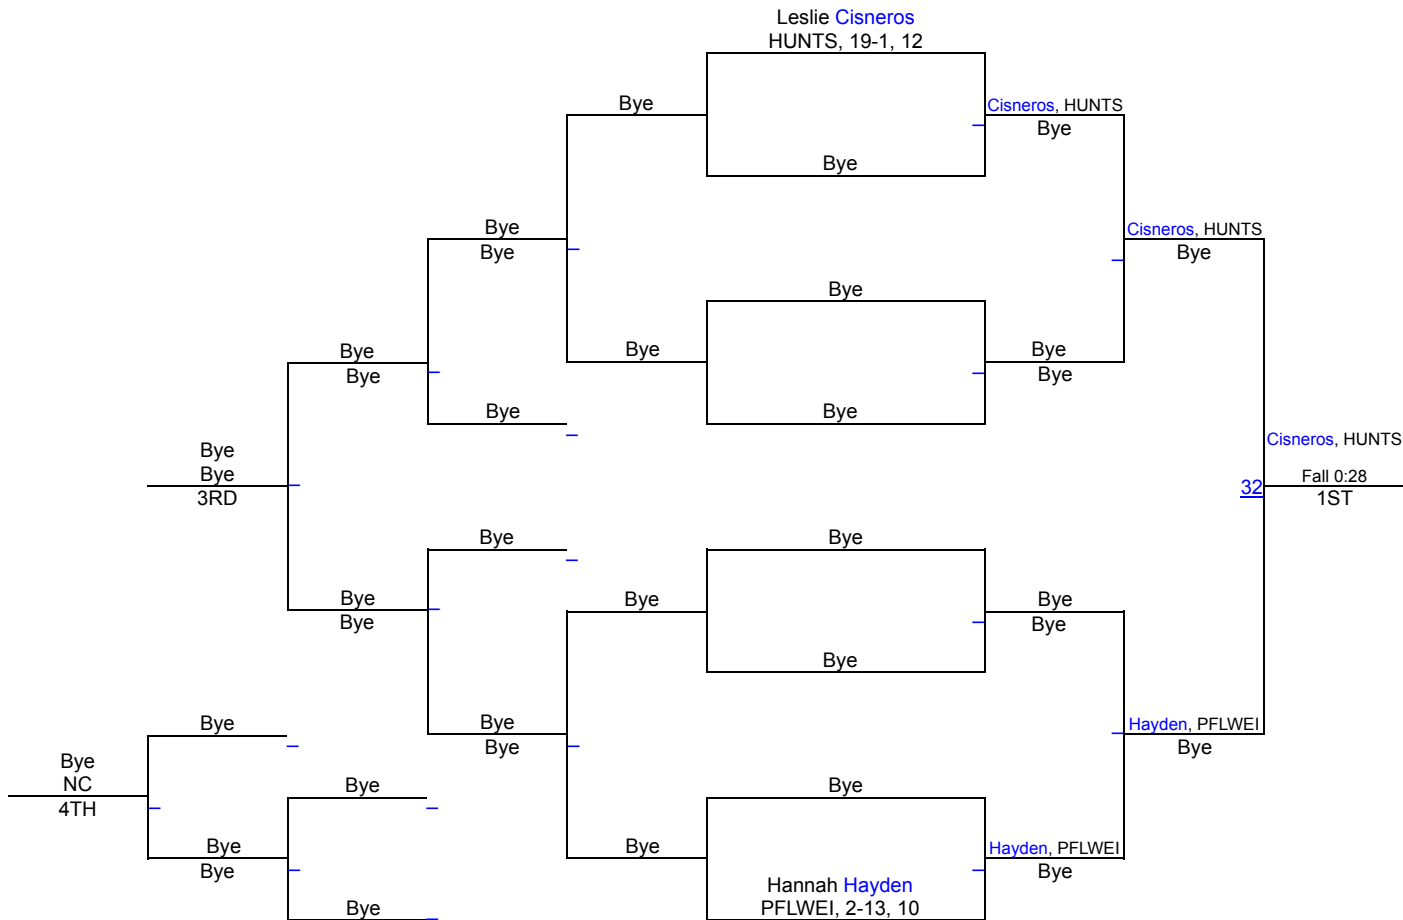 Leslie Cisneros
HUNTS, 19-1, 12
Bye
Cisneros, HUNTS
Bye
Bye
Bye
Bye
Cisneros, HUNTS
Bye
Bye
Bye
Bye
Bye
Bye
Bye
Bye
Bye
Bye
Cisneros, HUNTS
Bye
Bye
3RD
32
Fall 0:28
1ST
Bye
Bye
Bye
Bye
Bye
Bye
Bye
Bye
Bye
Bye
Bye
Hayden, PFLWEI
Bye
Bye
NC
4TH
Bye
Bye
Bye
Bye
Bye
Hayden, PFLWEI
Bye
Hannah Hayden
PFLWEI, 2-13, 10
Bye